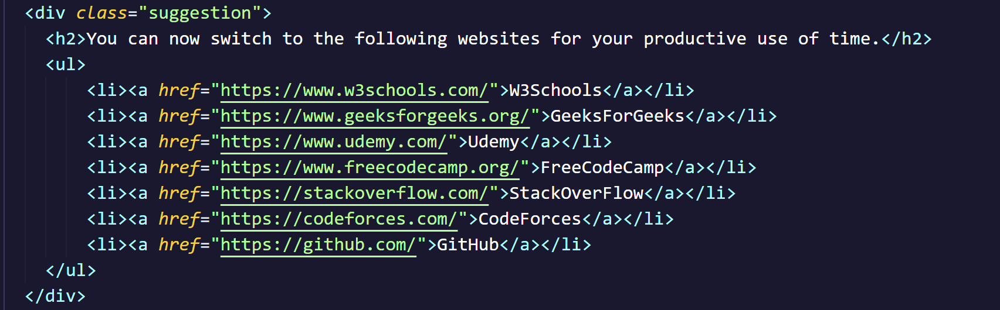 <div class="suggestion">
<h2>You can now switch to the following websites for your productive use of time.</h2>
<ul>
<li><a href="https://www.w3schools.com/">W3Schools</a></li>
<li><a href="https://www.geeksforgeeks.org/">GeeksForGeeks</a></li>
<li><a href="https://www.udemy.com/">Udemy</a></li>
<li><a href="https://www.freecodecamp.org/">FreeCodeCamp</a></li>
<li><a href="https://stackoverflow.com/">StackOverFlow</a></li>
<li><a href="https://codeforces.com/">CodeForces</a></li>
<li><a href="https://github.com/">GitHub</a></li>
</ul>
</div>